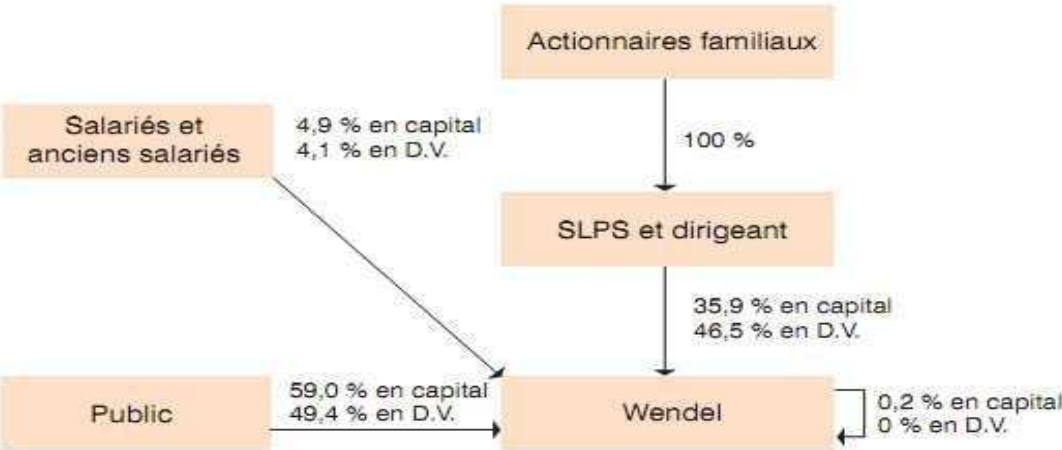 Actionnaires familiaux
Salariés et
anciens salariés
4,9 % en capital
4,1 % en D.V.
100 %
SLPS et dirigeant
35,9 % en capital
46,5 % en D.V.
Public
59,0 % en capital
49,4 % en D.V.
Wendel
0,2 % en capital
0 % en D.V.